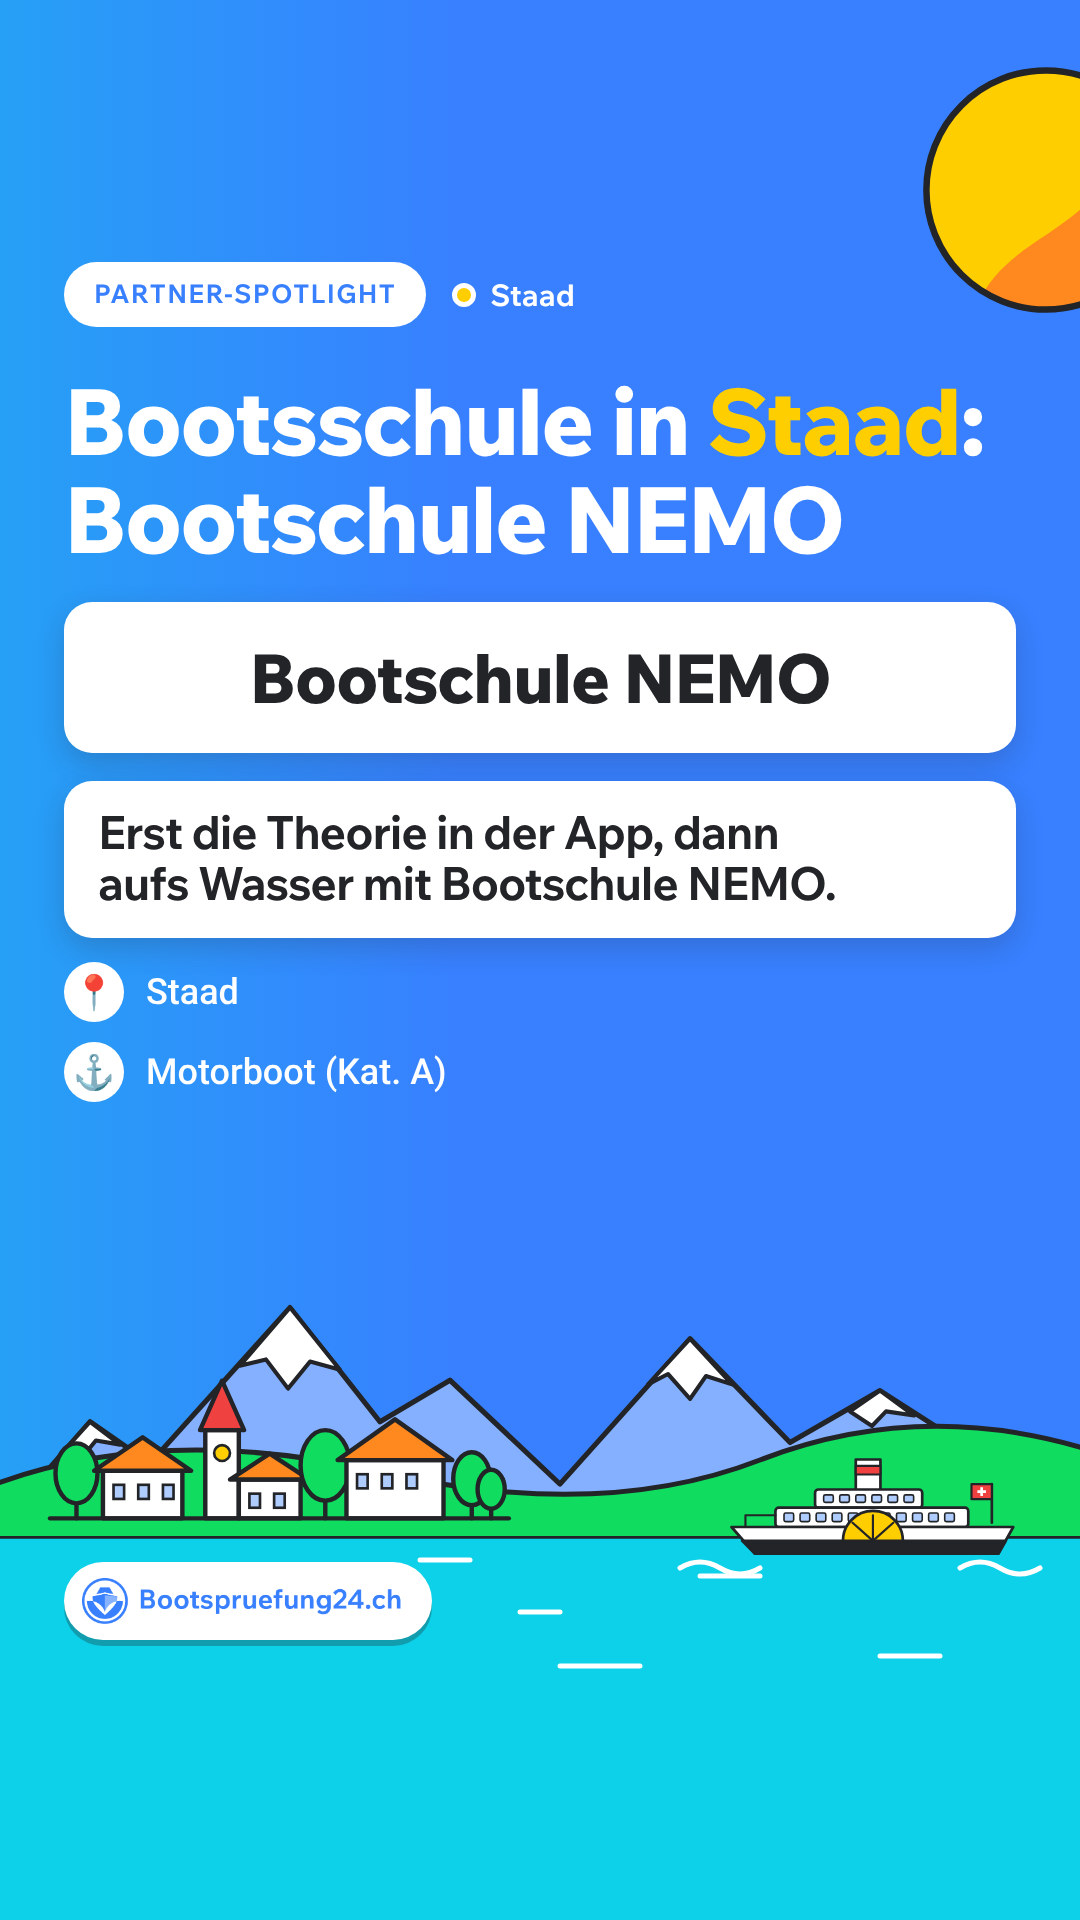 PARTNER-SPOTLIGHT
Staad
Bootsschule in Staad:
Bootschule NEMO
Bootschule NEMO
Erst die Theorie in der App, dann
aufs Wasser mit Bootschule NEMO.
Staad
Motorboot (Kat. A)
Bootspruefung24.ch